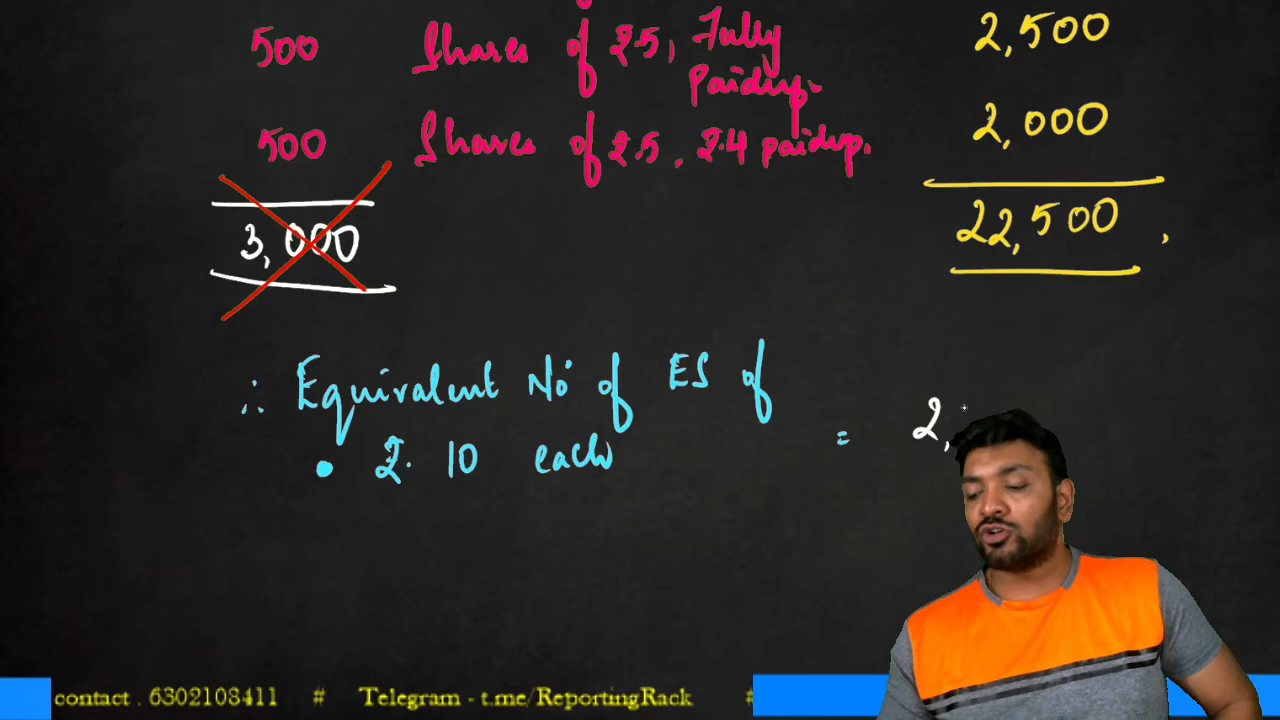 500 Shares of ₹.5, Fully Paidup. 2,500
500 Shares of ₹.5, ₹.4 paidup. 2,000
3,000 22,500
∴ Equivalent No of ES of
• ₹. 10 each = 2,
contact . 6302108411 # Telegram - t.me/ReportingRack #